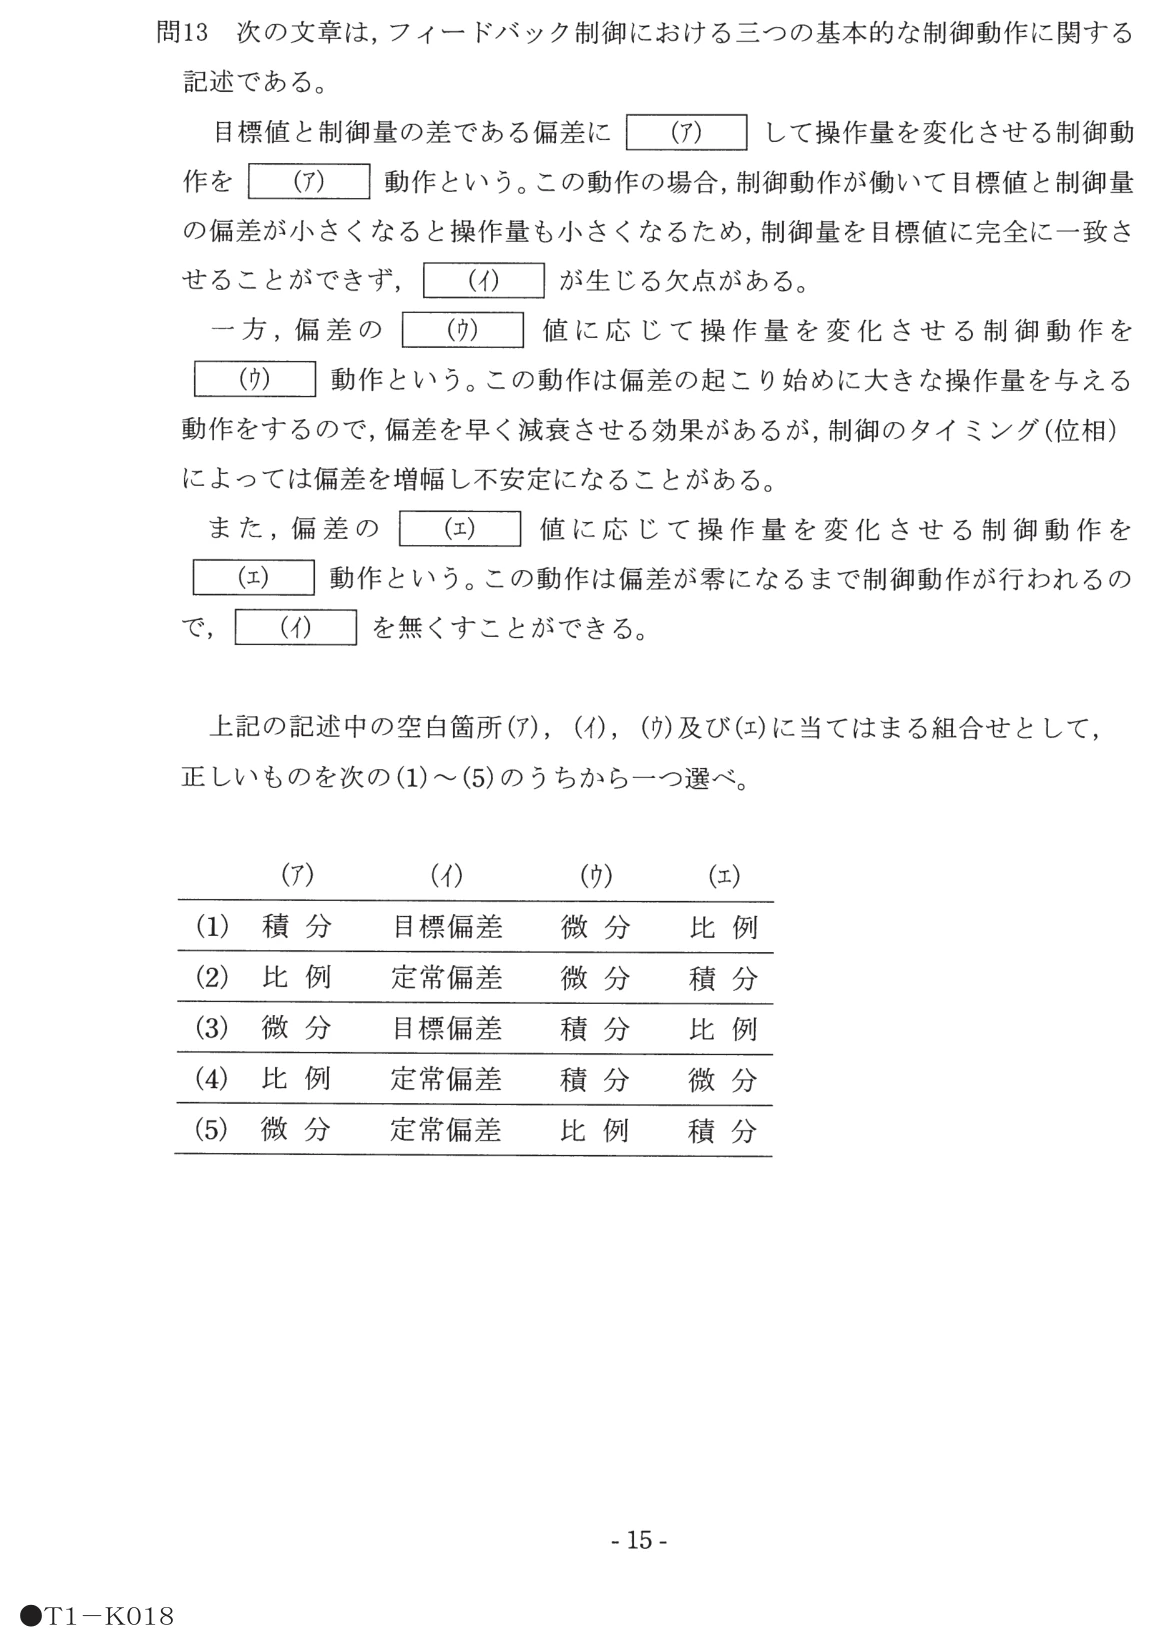 問13　次の文章は，フィードバック制御における三つの基本的な制御動作に関する
記述である。
目標値と制御量の差である偏差に (ｱ) して操作量を変化させる制御動
作を (ｱ) 動作という。この動作の場合，制御動作が働いて目標値と制御量
の偏差が小さくなると操作量も小さくなるため，制御量を目標値に完全に一致さ
せることができず， (ｲ) が生じる欠点がある。
一方，偏差の (ｳ) 値に応じて操作量を変化させる制御動作を
(ｳ) 動作という。この動作は偏差の起こり始めに大きな操作量を与える
動作をするので，偏差を早く減衰させる効果があるが，制御のタイミング(位相)
によっては偏差を増幅し不安定になることがある。
また，偏差の (ｴ) 値に応じて操作量を変化させる制御動作を
(ｴ) 動作という。この動作は偏差が零になるまで制御動作が行われるの
で， (ｲ) を無くすことができる。
上記の記述中の空白箇所(ｱ)，(ｲ)，(ｳ)及び(ｴ)に当てはまる組合せとして，
正しいものを次の(1)～(5)のうちから一つ選べ。
(ｱ) (ｲ) (ｳ) (ｴ)
(1) 積 分 目標偏差 微 分 比 例
(2) 比 例 定常偏差 微 分 積 分
(3) 微 分 目標偏差 積 分 比 例
(4) 比 例 定常偏差 積 分 微 分
(5) 微 分 定常偏差 比 例 積 分
- 15 -
●T1－K018